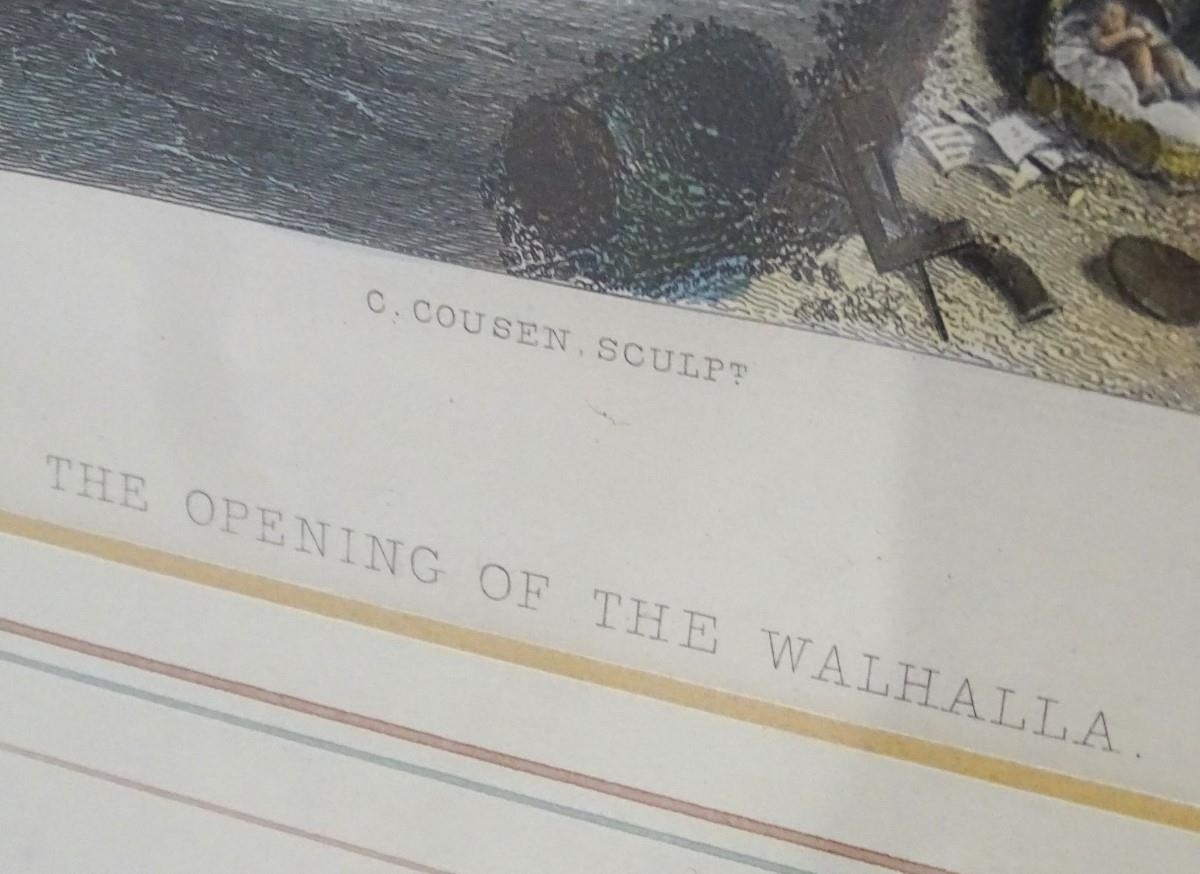 C. COUSEN, SCULPT
THE OPENING OF THE WALHALLA.